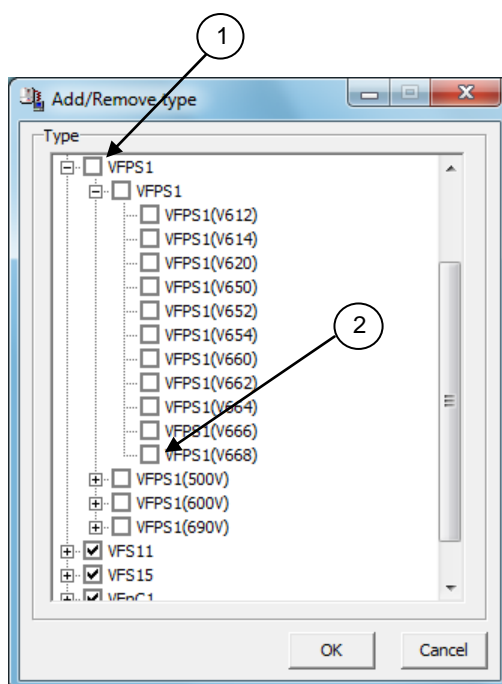 1
Add/Remove type
Type
VFPS1
VFPS1
VFPS1(V612)
VFPS1(V614)
VFPS1(V620)
VFPS1(V650)
VFPS1(V652)
VFPS1(V654)
2
VFPS1(V660)
VFPS1(V662)
VFPS1(V664)
VFPS1(V666)
VFPS1(V668)
VFPS1(500V)
VFPS1(600V)
VFPS1(690V)
VFS11
VFS15
VFnC1
OK Cancel